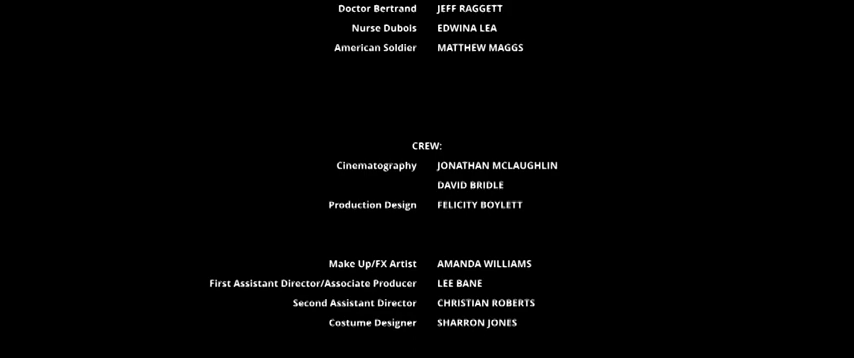 Doctor Bertrand JEFF RAGGETT
Nurse Dubois EDWINA LEA
American Soldier MATTHEW MAGGS
CREW:
Cinematography JONATHAN MCLAUGHLIN
DAVID BRIDLE
Production Design FELICITY BOYLETT
Make Up/FX Artist AMANDA WILLIAMS
First Assistant Director/Associate Producer LEE BANE
Second Assistant Director CHRISTIAN ROBERTS
Costume Designer SHARRON JONES